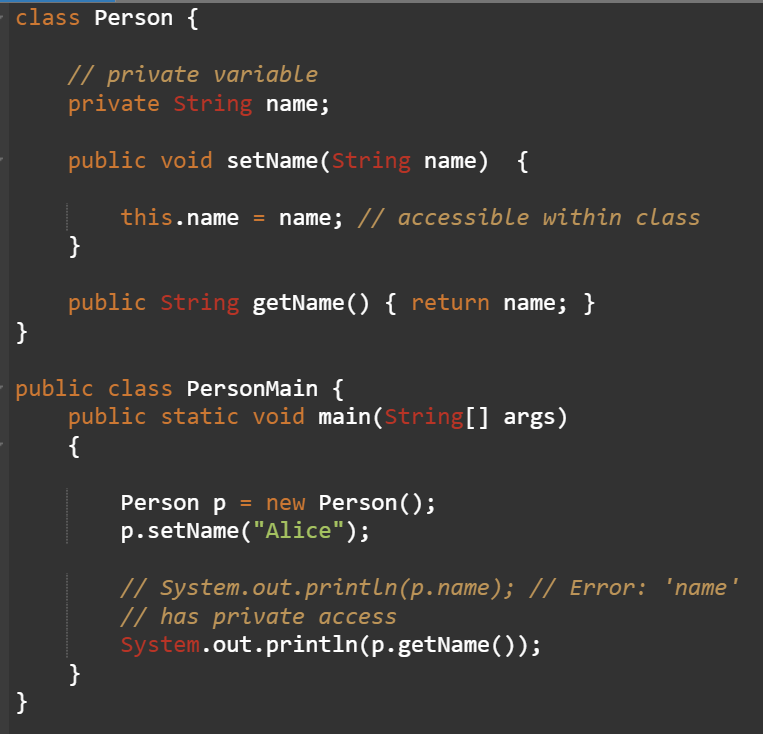 class Person {
    // private variable
    private String name;
    public void setName(String name)  {
        this.name = name; // accessible within class
    }
    public String getName() { return name; }
}
public class PersonMain {
    public static void main(String[] args)
    {
        Person p = new Person();
        p.setName("Alice");
        // System.out.println(p.name); // Error: 'name'
        // has private access
        System.out.println(p.getName());
    }
}